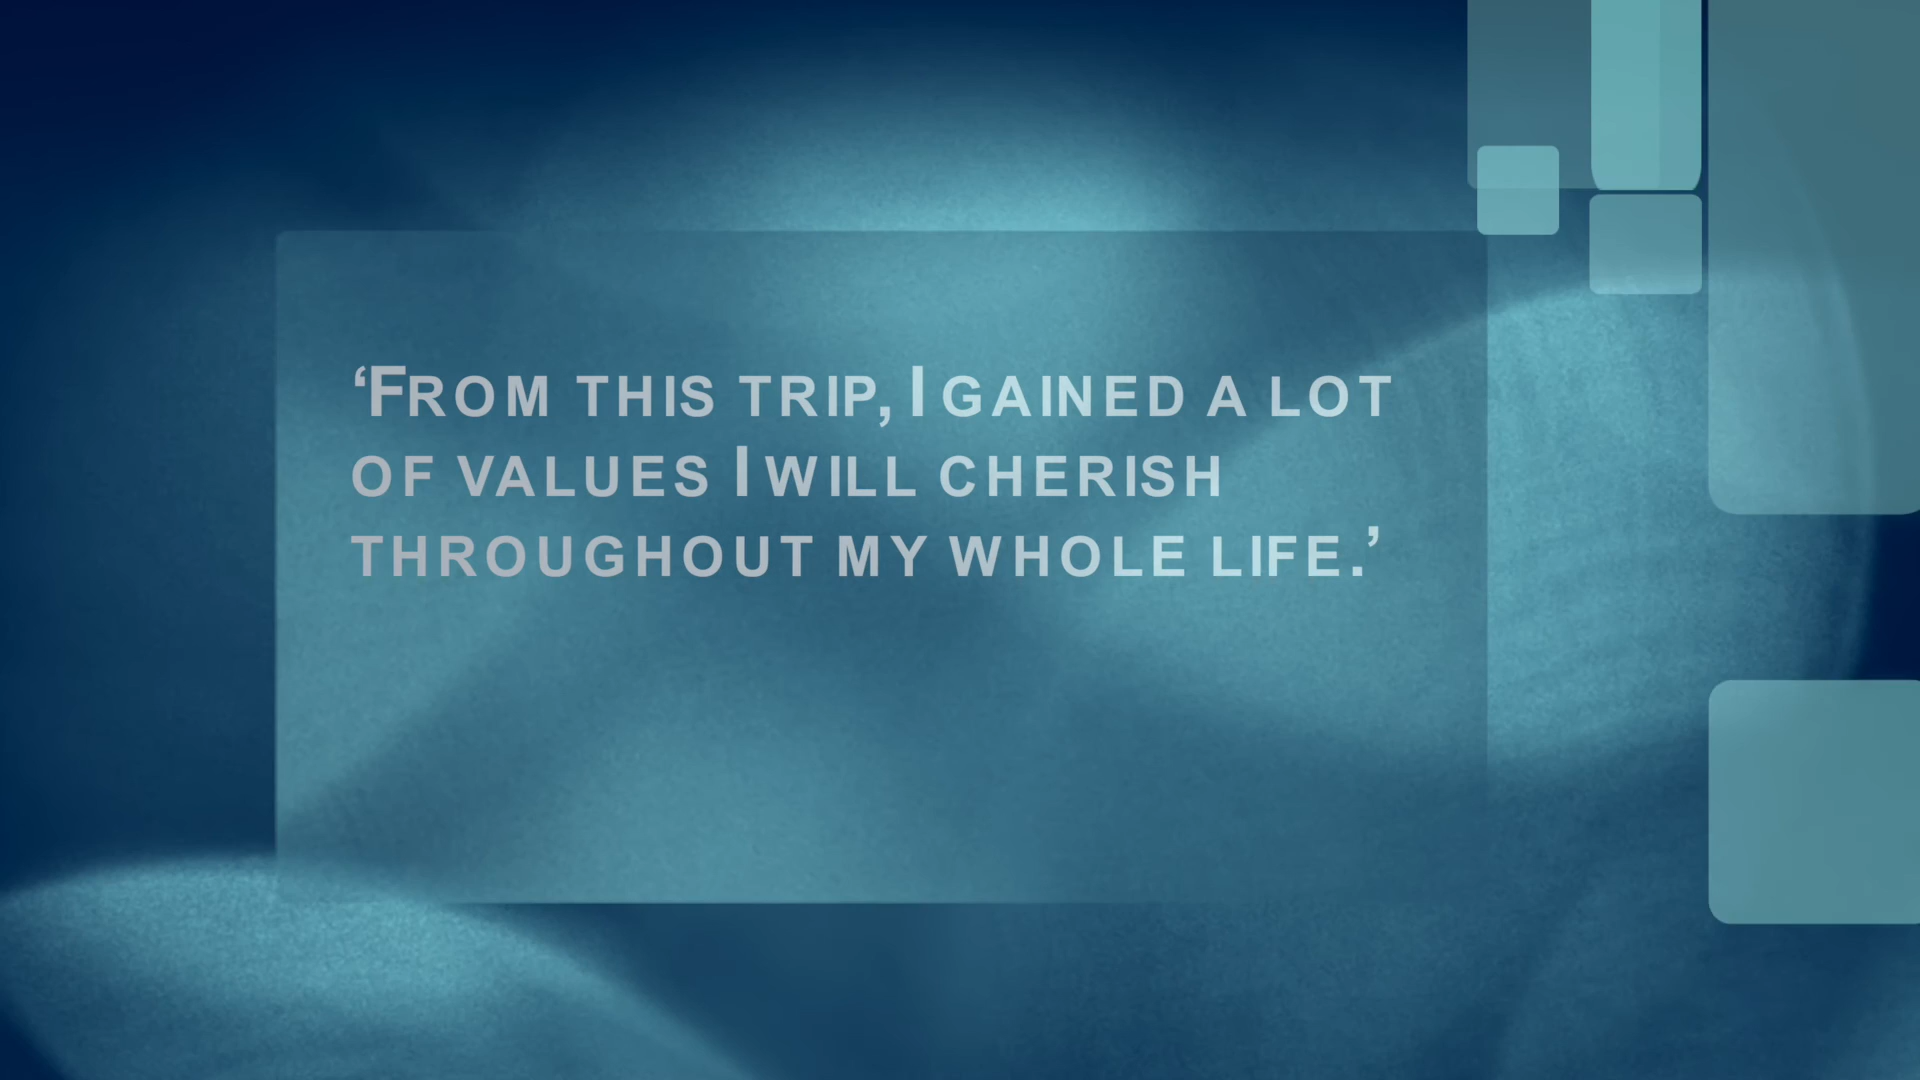 ‘FROM THIS TRIP, I GAINED A LOT
OF VALUES I WILL CHERISH
THROUGHOUT MY WHOLE LIFE.’